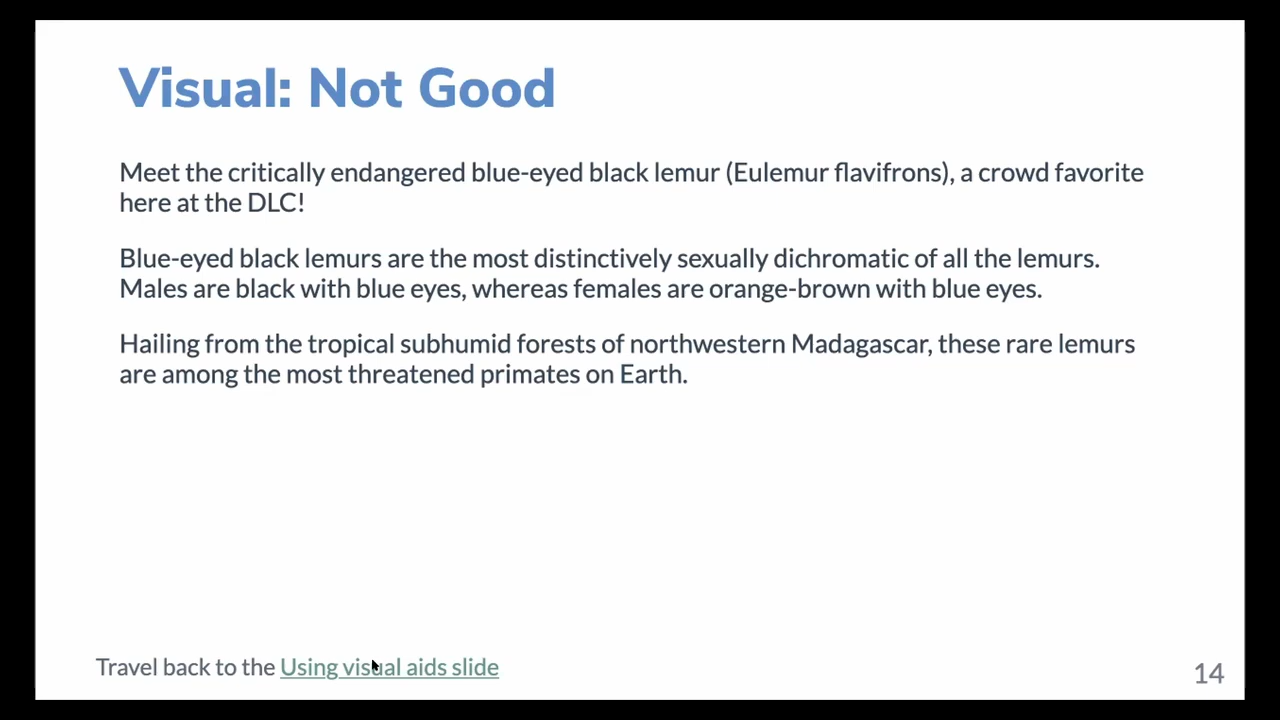 Visual: Not Good
Meet the critically endangered blue-eyed black lemur (Eulemur flavifrons), a crowd favorite
here at the DLC!
Blue-eyed black lemurs are the most distinctively sexually dichromatic of all the lemurs.
Males are black with blue eyes, whereas females are orange-brown with blue eyes.
Hailing from the tropical subhumid forests of northwestern Madagascar, these rare lemurs
are among the most threatened primates on Earth.
Travel back to the Using visual aids slide
14